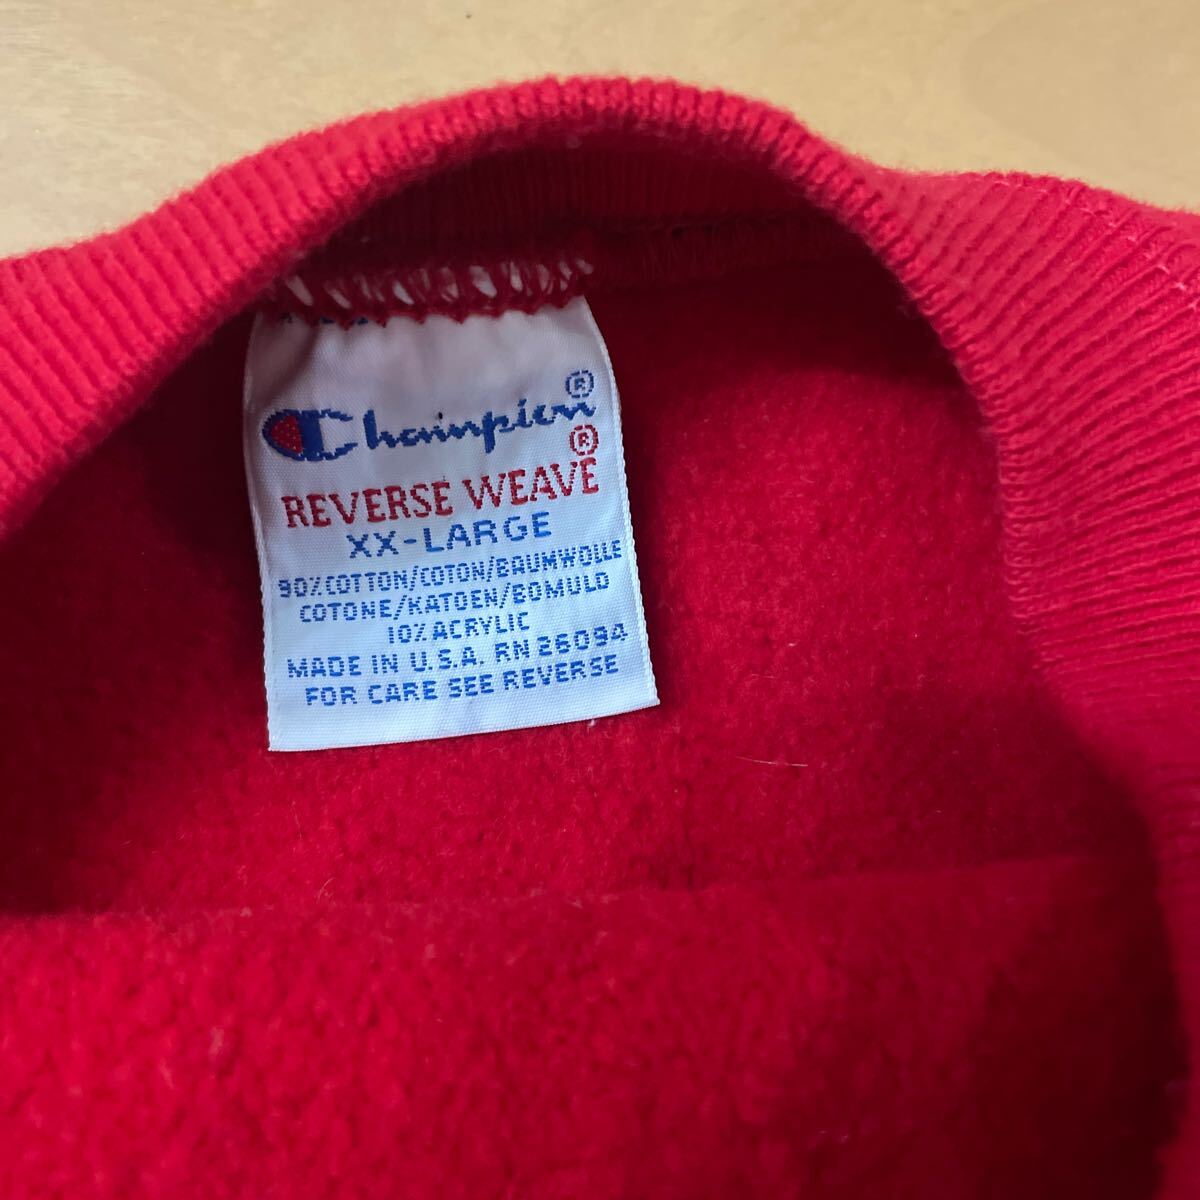 Champion®
REVERSE WEAVE®
XX-LARGE
90% COTTON/COTON/BAUMWOLLE
COTONE/KATOEN/BOMULD
10% ACRYLIC
MADE IN U.S.A. RN 26094
FOR CARE SEE REVERSE